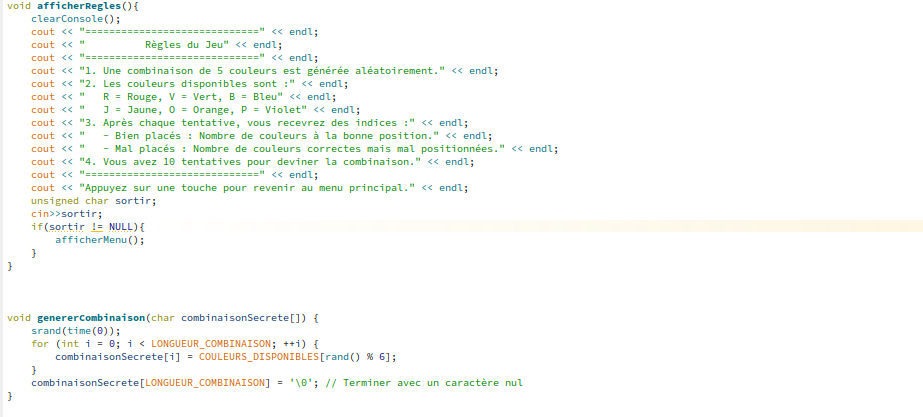 void afficherRegles(){
    clearConsole();
    cout << "=============================" << endl;
    cout << "          Règles du Jeu" << endl;
    cout << "=============================" << endl;
    cout << "1. Une combinaison de 5 couleurs est générée aléatoirement." << endl;
    cout << "2. Les couleurs disponibles sont :" << endl;
    cout << "   R = Rouge, V = Vert, B = Bleu" << endl;
    cout << "   J = Jaune, O = Orange, P = Violet" << endl;
    cout << "3. Après chaque tentative, vous recevrez des indices :" << endl;
    cout << "   - Bien placés : Nombre de couleurs à la bonne position." << endl;
    cout << "   - Mal placés : Nombre de couleurs correctes mais mal positionnées." << endl;
    cout << "4. Vous avez 10 tentatives pour deviner la combinaison." << endl;
    cout << "=============================" << endl;
    cout << "Appuyez sur une touche pour revenir au menu principal." << endl;
    unsigned char sortir;
    cin>>sortir;
    if(sortir != NULL){
        afficherMenu();
    }
}
void genererCombinaison(char combinaisonSecrete[]) {
    srand(time(0));
    for (int i = 0; i < LONGUEUR_COMBINAISON; ++i) {
        combinaisonSecrete[i] = COULEURS_DISPONIBLES[rand() % 6];
    }
    combinaisonSecrete[LONGUEUR_COMBINAISON] = '\0'; // Terminer avec un caractère nul
}